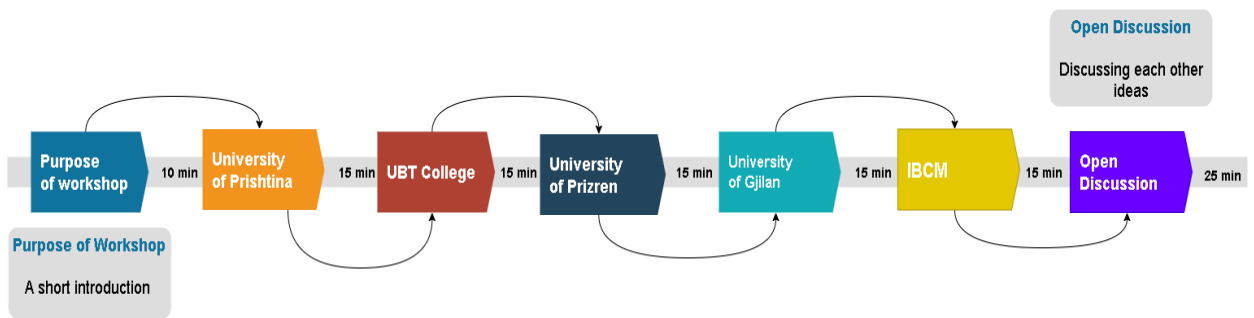 Open Discussion
Discussing each other
ideas
Purpose
of workshop
10 min
University
of Prishtina
15 min
UBT College
15 min
University
of Prizren
15 min
University
of Gjilan
15 min
IBCM
15 min
Open
Discussion
25 min
Purpose of Workshop
A short introduction